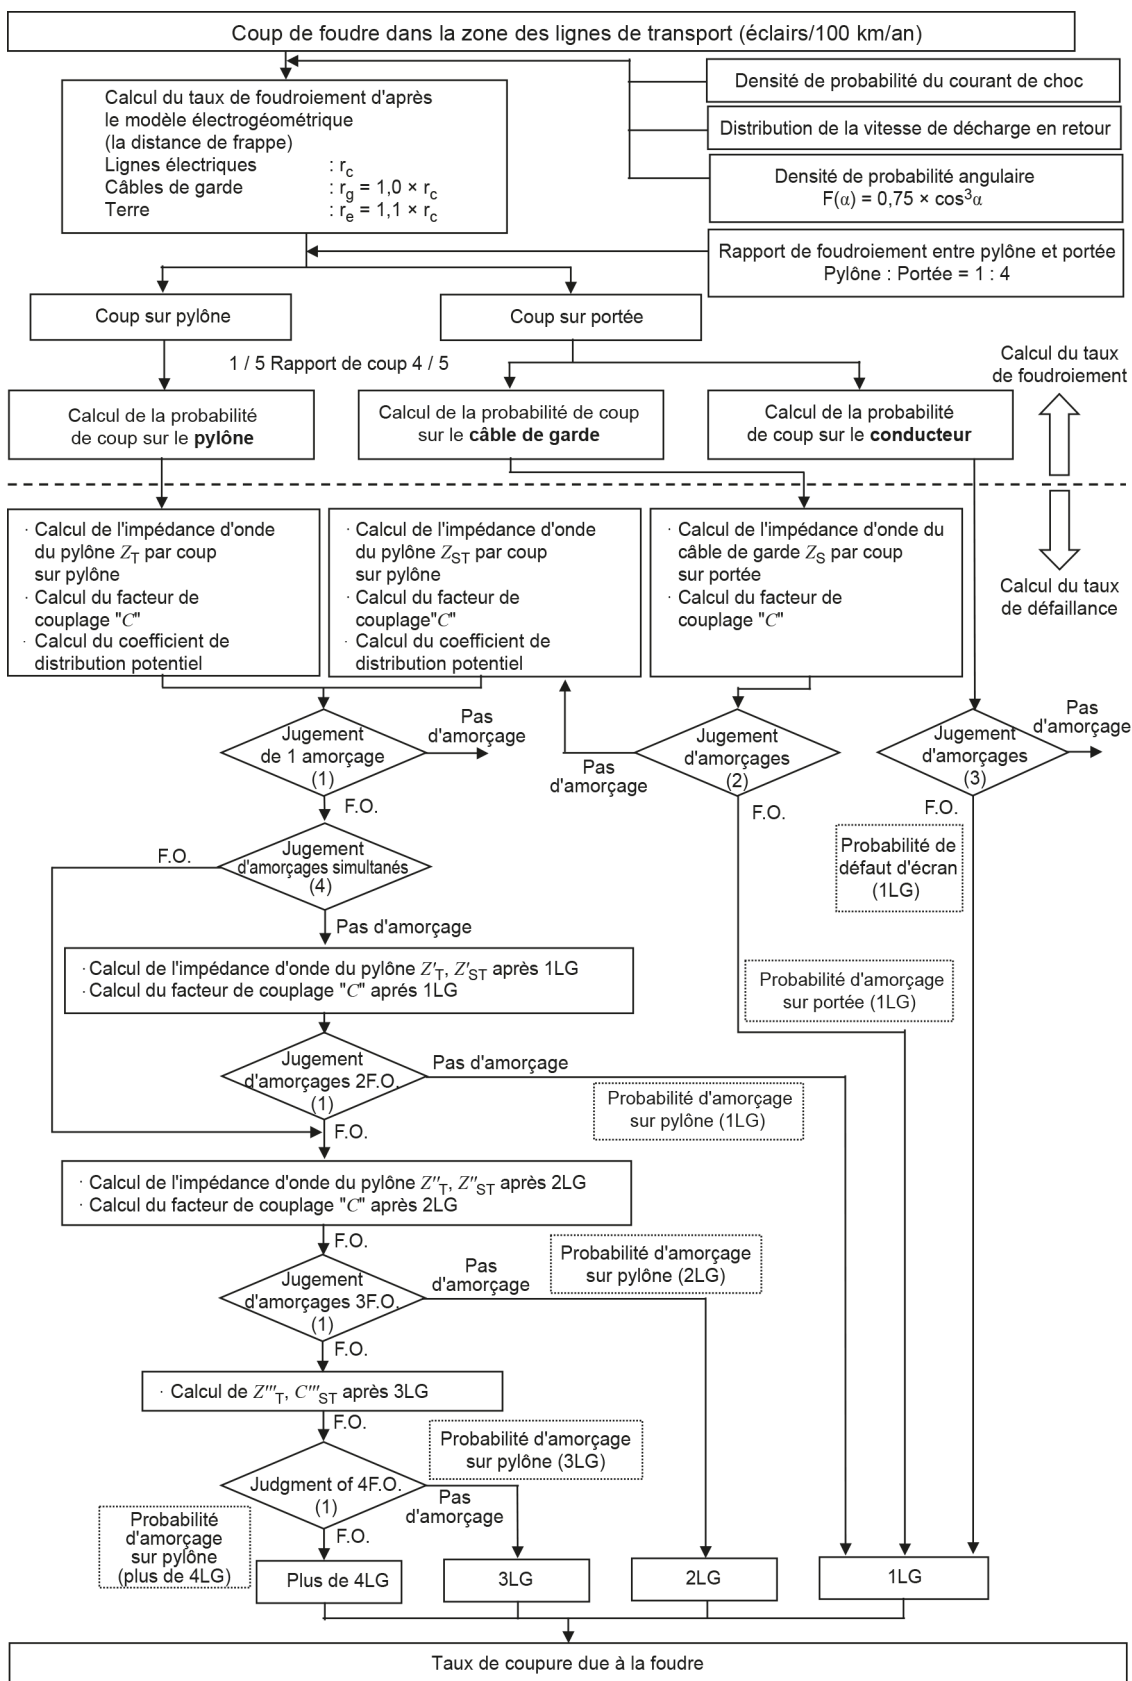 Coup de foudre dans la zone des lignes de transport (éclairs/100 km/an)
Calcul du taux de foudroiement d'après
le modèle électrogéométrique
(la distance de frappe)
Lignes électriques : r_c
Câbles de garde : r_g = 1,0 × r_c
Terre : r_e = 1,1 × r_c
Densité de probabilité du courant de choc
Distribution de la vitesse de décharge en retour
Densité de probabilité angulaire
F(α) = 0,75 × cos³α
Rapport de foudroiement entre pylône et portée
Pylône : Portée = 1 : 4
Coup sur pylône
Coup sur portée
1 / 5 Rapport de coup 4 / 5
Calcul du taux
de foudroiement
Calcul de la probabilité
de coup sur le pylône
Calcul de la probabilité de coup
sur le câble de garde
Calcul de la probabilité
de coup sur le conducteur
· Calcul de l'impédance d'onde
du pylône Z_T par coup
sur pylône
· Calcul du facteur de
couplage "C"
· Calcul du coefficient de
distribution potentiel
· Calcul de l'impédance d'onde
du pylône Z_ST par coup
sur pylône
· Calcul du facteur de
couplage"C"
· Calcul du coefficient de
distribution potentiel
· Calcul de l'impédance d'onde du
câble de garde Z_S par coup
sur portée
· Calcul du facteur de
couplage "C"
Calcul du taux
de défaillance
Jugement
de 1 amorçage
(1)
Pas
d'amorçage
Pas
d'amorçage
Jugement
d'amorçages
(2)
Jugement
d'amorçages
(3)
Pas
d'amorçage
F.O.
F.O.
F.O.
Probabilité de
défaut d'écran
(1LG)
F.O.
Jugement
d'amorçages simultanés
(4)
Pas d'amorçage
· Calcul de l'impédance d'onde du pylône Z'_T, Z'_ST après 1LG
· Calcul du facteur de couplage "C" aprés 1LG
Probabilité d'amorçage
sur portée (1LG)
Jugement
d'amorçages 2F.O.
(1)
Pas d'amorçage
Probabilité d'amorçage
sur pylône (1LG)
F.O.
· Calcul de l'impédance d'onde du pylône Z''_T, Z''_ST après 2LG
· Calcul du facteur de couplage "C" après 2LG
F.O.
Jugement
d'amorçages 3F.O.
(1)
Pas
d'amorçage
Probabilité d'amorçage
sur pylône (2LG)
F.O.
· Calcul de Z'''_T, C'''_ST après 3LG
F.O.
Probabilité d'amorçage
sur pylône (3LG)
Judgment of 4F.O.
(1)
Pas
d'amorçage
Probabilité
d'amorçage
sur pylône
(plus de 4LG)
F.O.
Plus de 4LG
3LG
2LG
1LG
Taux de coupure due à la foudre